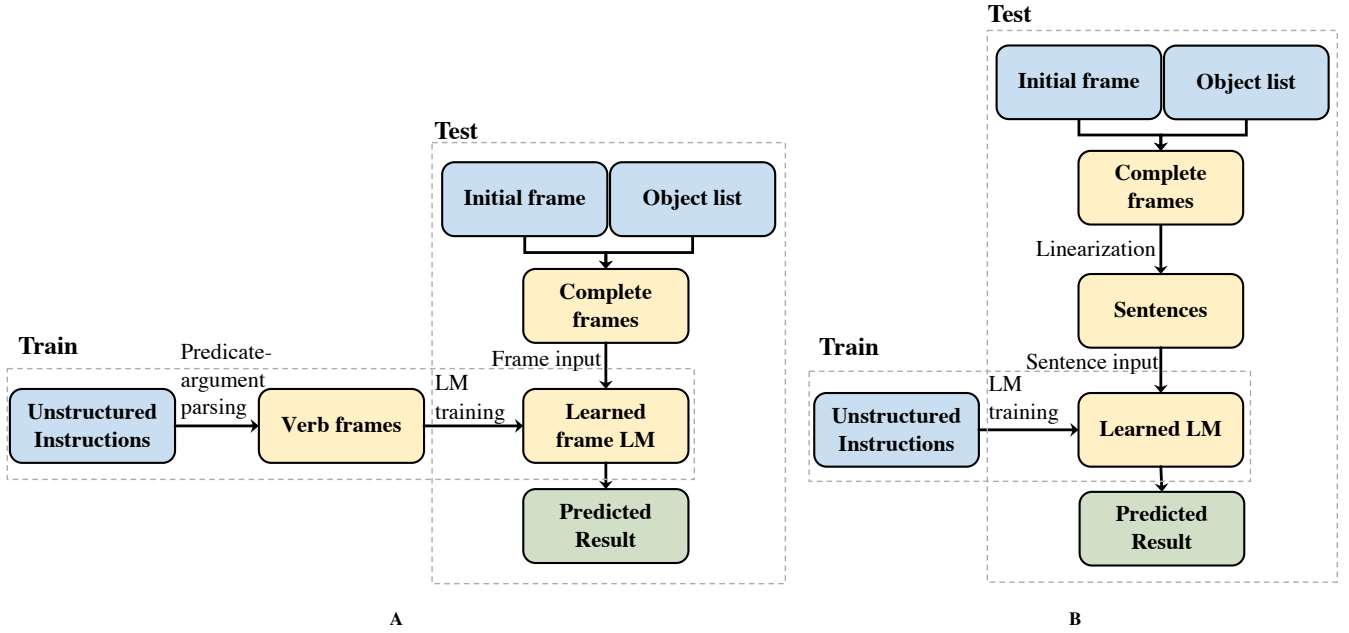 Test
Initial frame
Object list
Complete
frames
Frame input
Train
Predicate-
argument
parsing
LM
training
Unstructured
Instructions
Verb frames
Learned
frame LM
Predicted
Result
A
Test
Initial frame
Object list
Complete
frames
Linearization
Sentences
Sentence input
Train
LM
training
Unstructured
Instructions
Learned LM
Predicted
Result
B